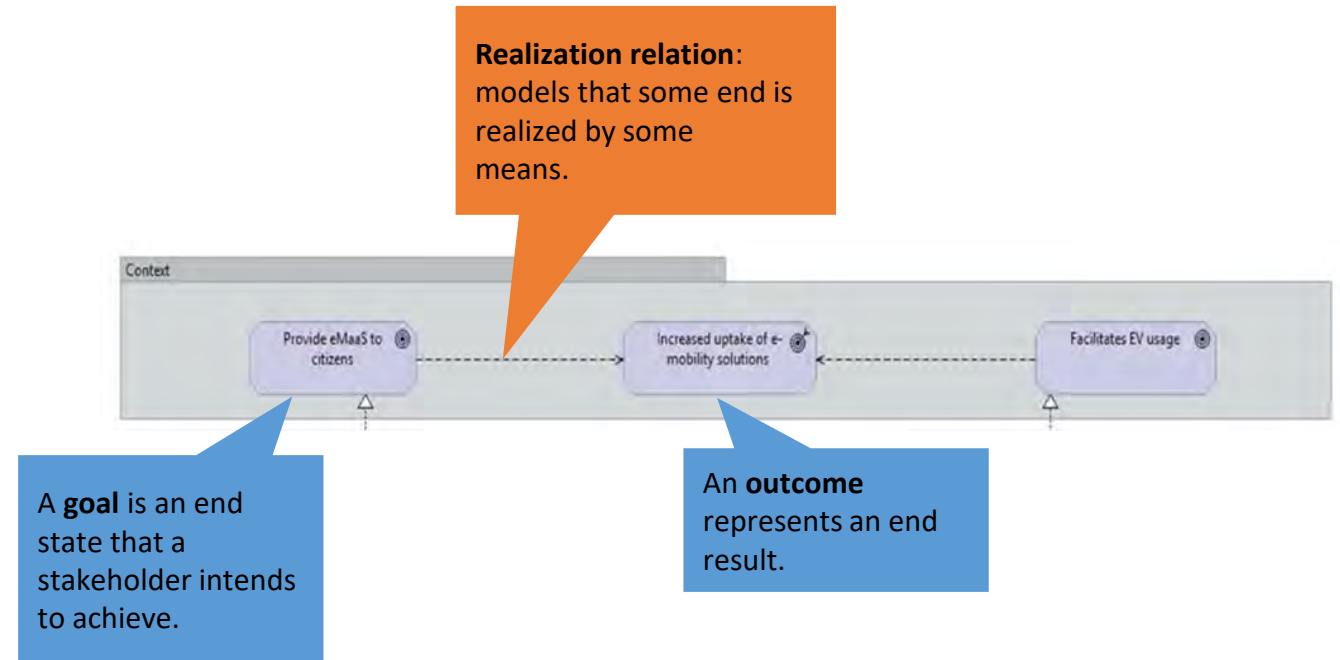 Realization relation:
models that some end is
realized by some
means.
Context
Provide eMaaS to
citizens
Increased uptake of e-
mobility solutions
Facilitates EV usage
A goal is an end
state that a
stakeholder intends
to achieve.
An outcome
represents an end
result.